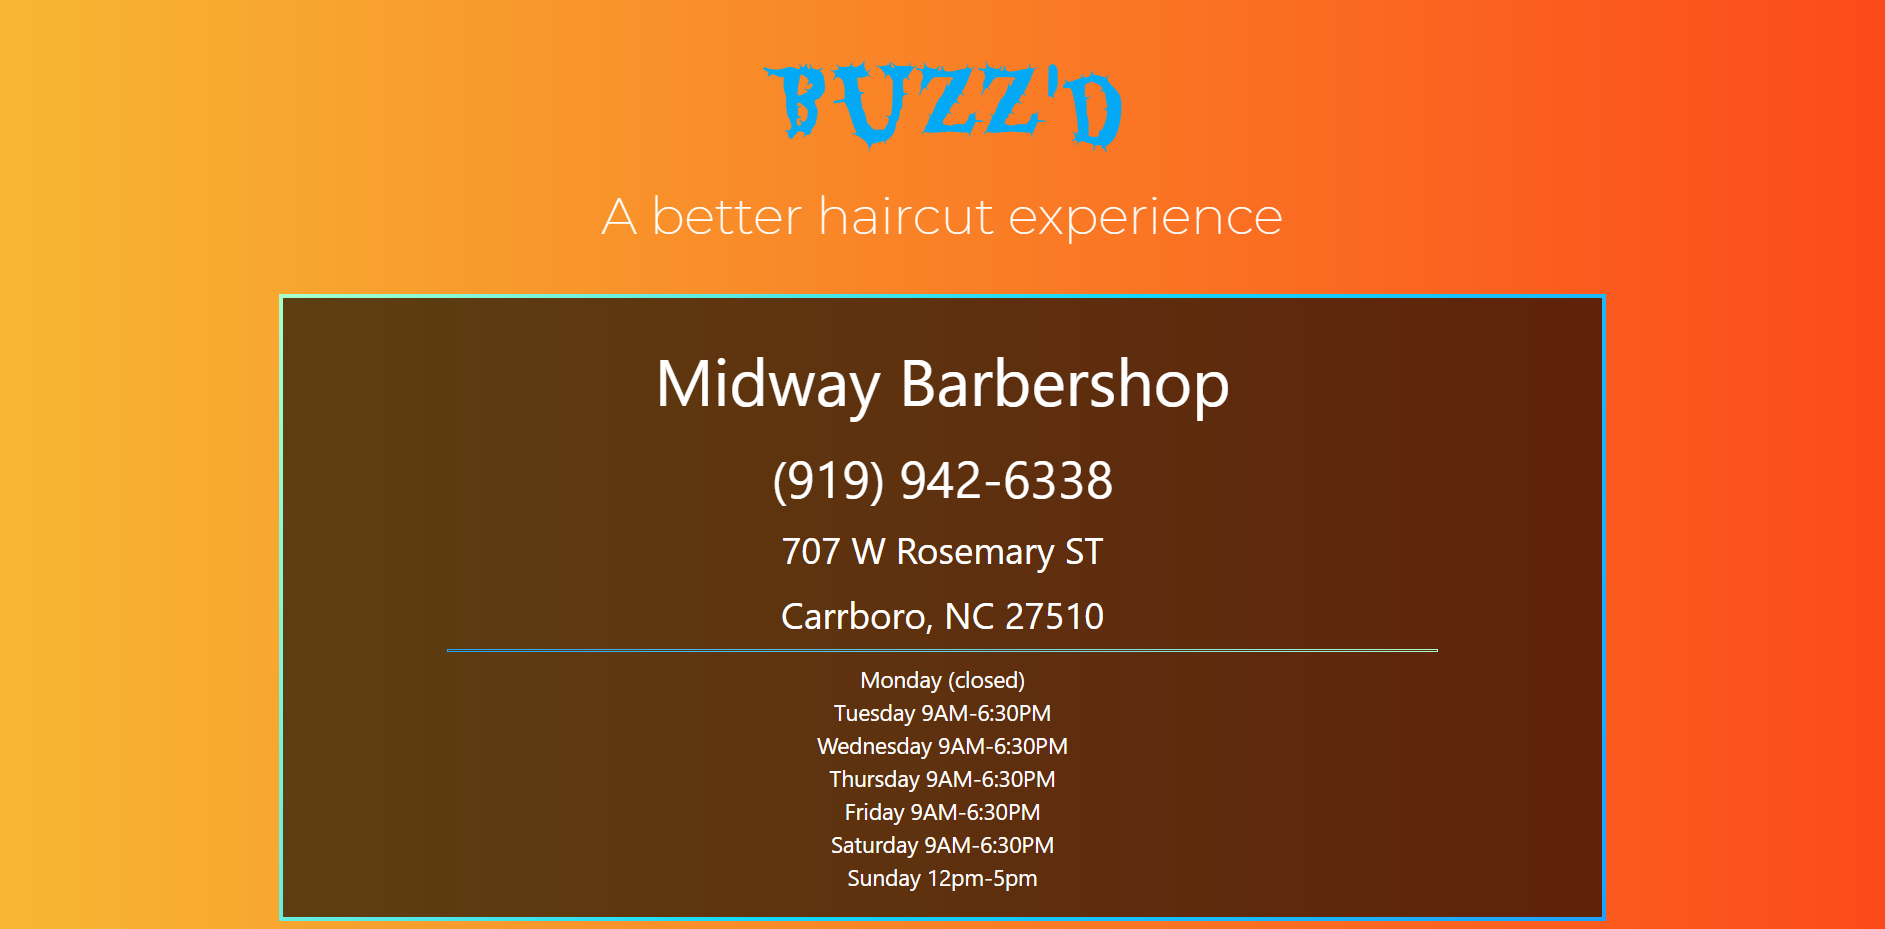 BUZZ'D
A better haircut experience
Midway Barbershop
(919) 942-6338
707 W Rosemary ST
Carrboro, NC 27510
Monday (closed)
Tuesday 9AM-6:30PM
Wednesday 9AM-6:30PM
Thursday 9AM-6:30PM
Friday 9AM-6:30PM
Saturday 9AM-6:30PM
Sunday 12pm-5pm